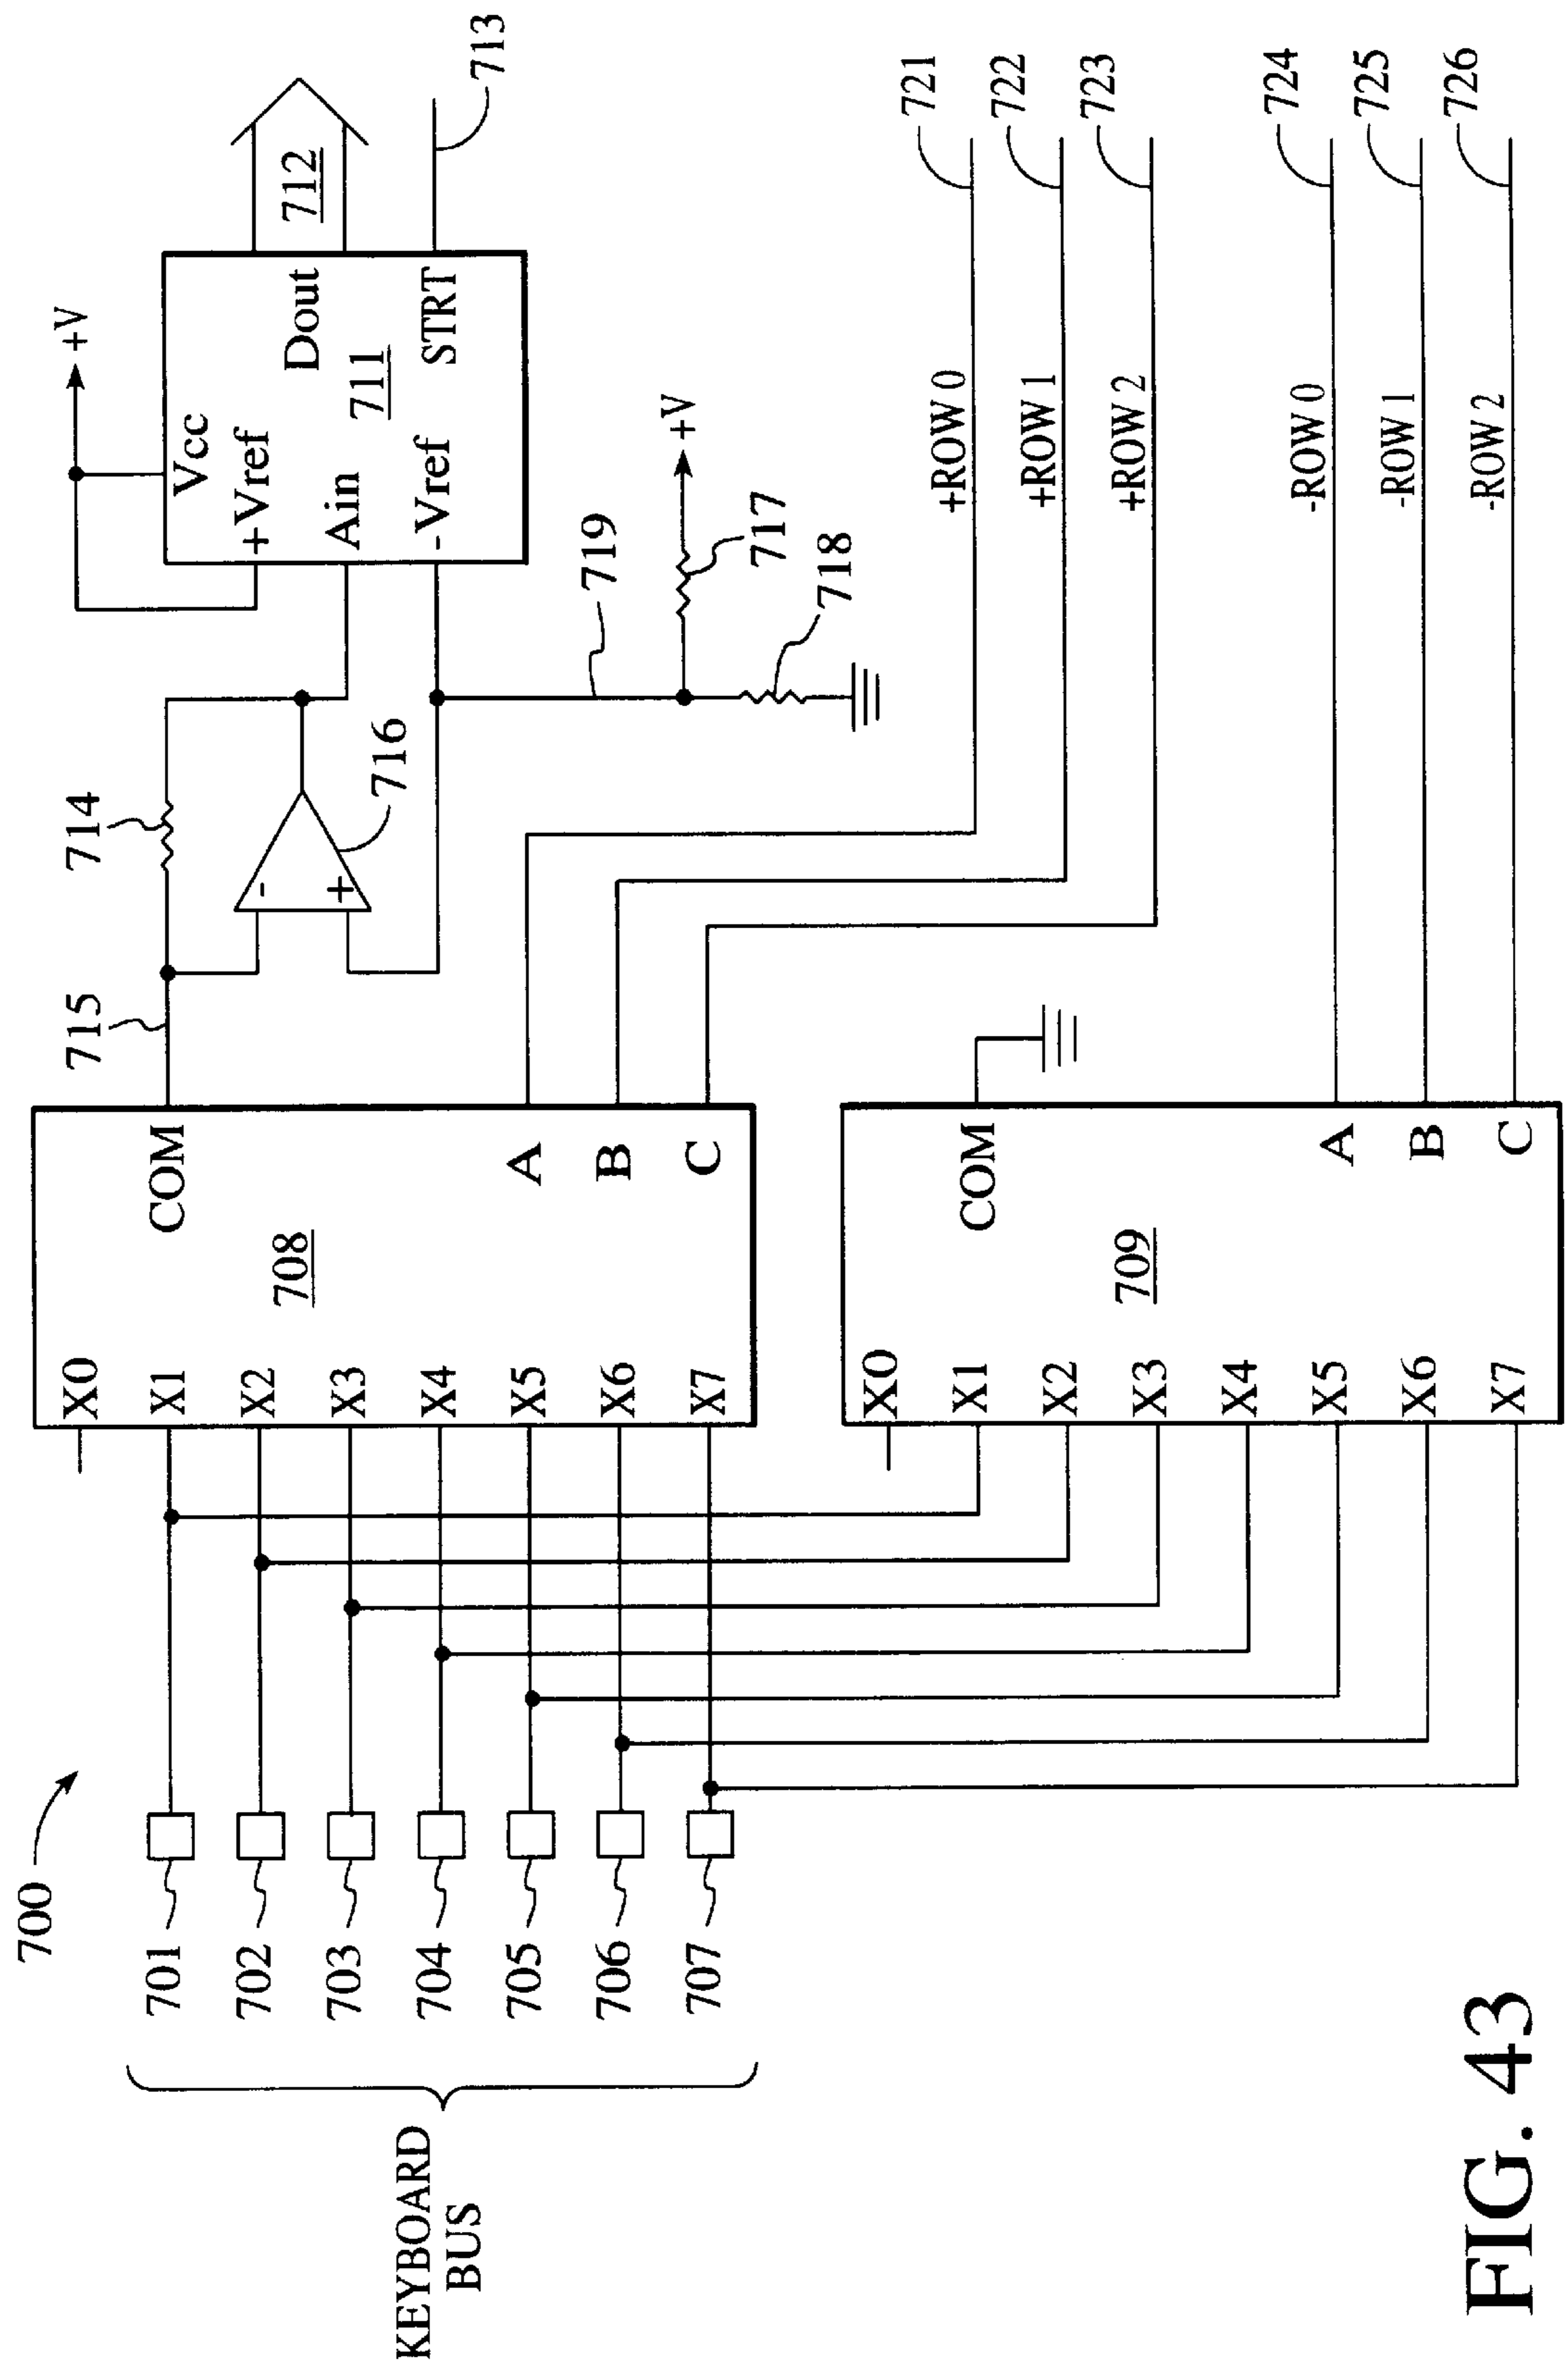 700
KEYBOARD
BUS
701
702
703
704
705
706
707
X0
X1
X2
X3
X4
X5
X6
X7
708
COM
A
B
C
X0
X1
X2
X3
X4
X5
X6
X7
709
COM
A
B
C
715
714
-
+
716
719
717
718
+V
+V
Vcc
+Vref
Ain
-Vref
711
Dout
STRT
712
713
+ROW 0
+ROW 1
+ROW 2
-ROW 0
-ROW 1
-ROW 2
721
722
723
724
725
726
FIG. 43